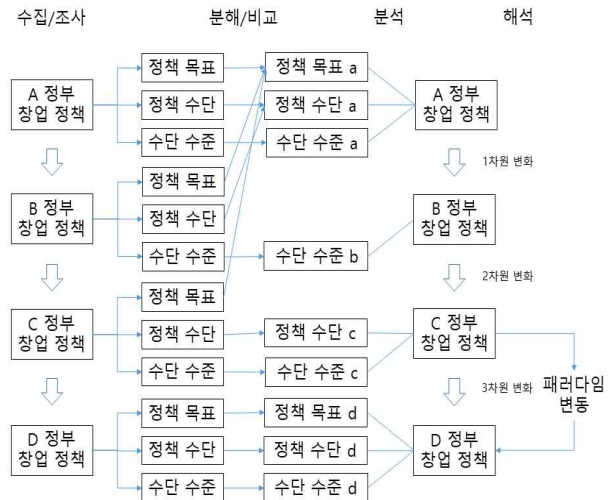 수집/조사
분해/비교
분석
해석
A 정부
창업 정책
정책 목표
정책 수단
수단 수준
정책 목표 a
정책 수단 a
수단 수준 a
A 정부
창업 정책
1차원 변화
B 정부
창업 정책
정책 목표
정책 수단
수단 수준
수단 수준 b
B 정부
창업 정책
2차원 변화
C 정부
창업 정책
정책 목표
정책 수단
수단 수준
정책 수단 c
수단 수준 c
C 정부
창업 정책
3차원 변화
패러다임
변동
D 정부
창업 정책
정책 목표
정책 수단
수단 수준
정책 목표 d
정책 수단 d
수단 수준 d
D 정부
창업 정책